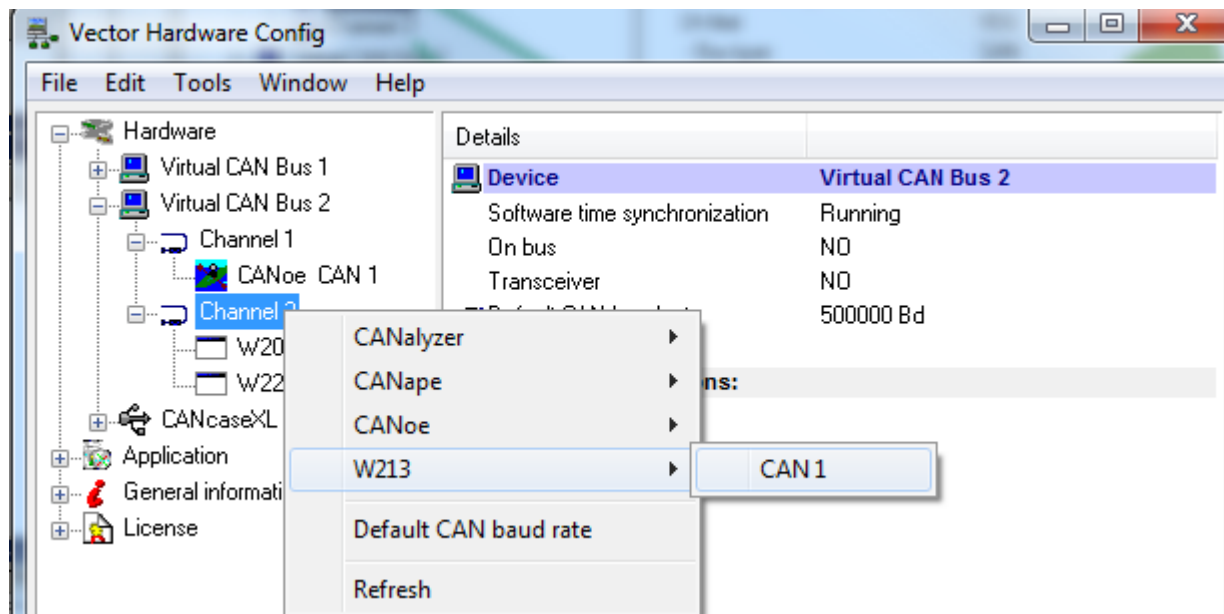 Vector Hardware Config
File Edit Tools Window Help
Hardware
Virtual CAN Bus 1
Virtual CAN Bus 2
Channel 1
CANoe CAN 1
Channel
W20
W22
CANcaseXL
Application
General informati
License
Details
Device Virtual CAN Bus 2
Software time synchronization Running
On bus NO
Transceiver NO
500000 Bd
ns:
CANalyzer
CANape
CANoe
W213
CAN 1
Default CAN baud rate
Refresh